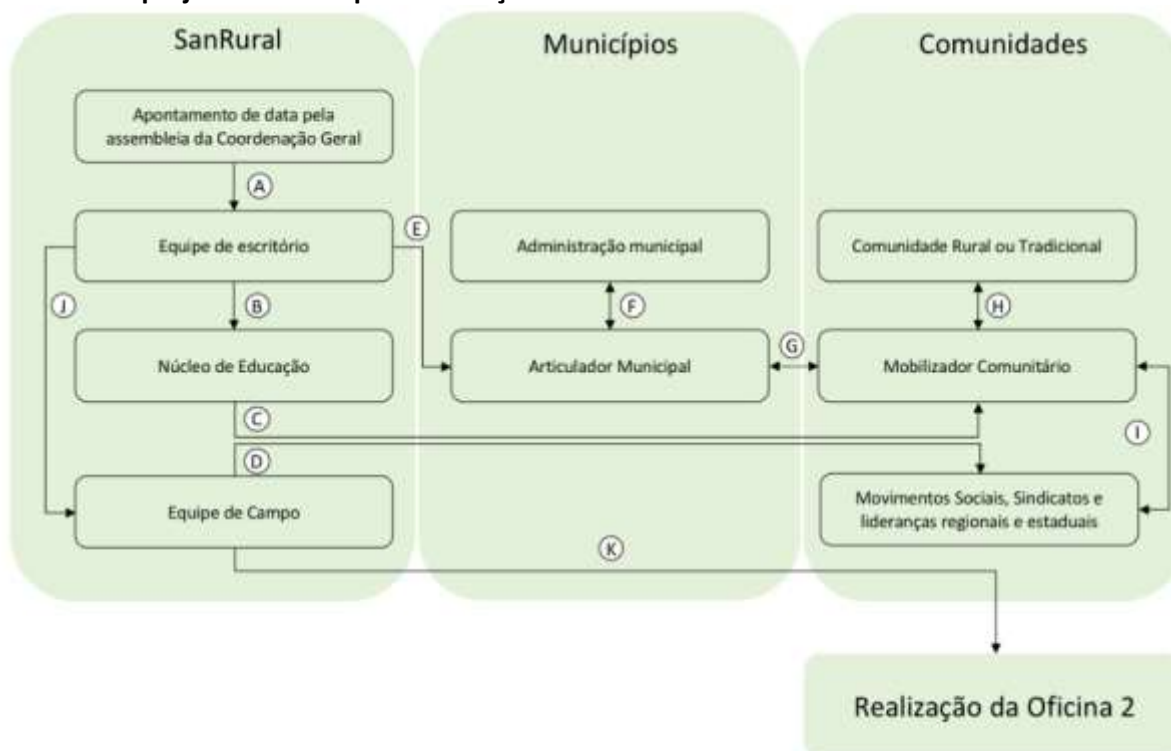 SanRural
Municípios
Comunidades
Apontamento de data pela
assembleia da Coordenação Geral
A
Equipe de escritório
E
Administração municipal
Comunidade Rural ou Tradicional
J
B
F
H
Núcleo de Educação
Articulador Municipal
G
Mobilizador Comunitário
C
I
D
Equipe de Campo
Movimentos Sociais, Sindicatos e
lideranças regionais e estaduais
K
Realização da Oficina 2